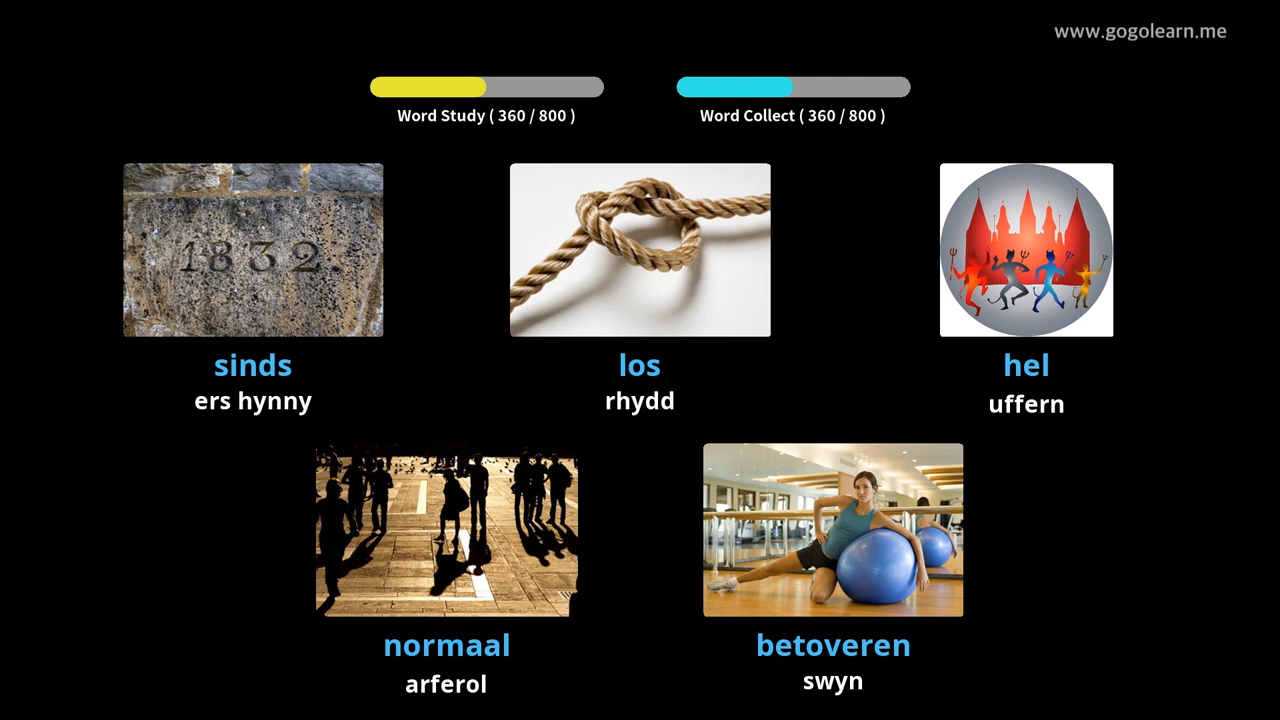 www.gogolearn.me
Word Study ( 360 / 800 )
Word Collect ( 360 / 800 )
1832.
sinds
ers hynny
los
rhydd
hel
uffern
normaal
arferol
betoveren
swyn